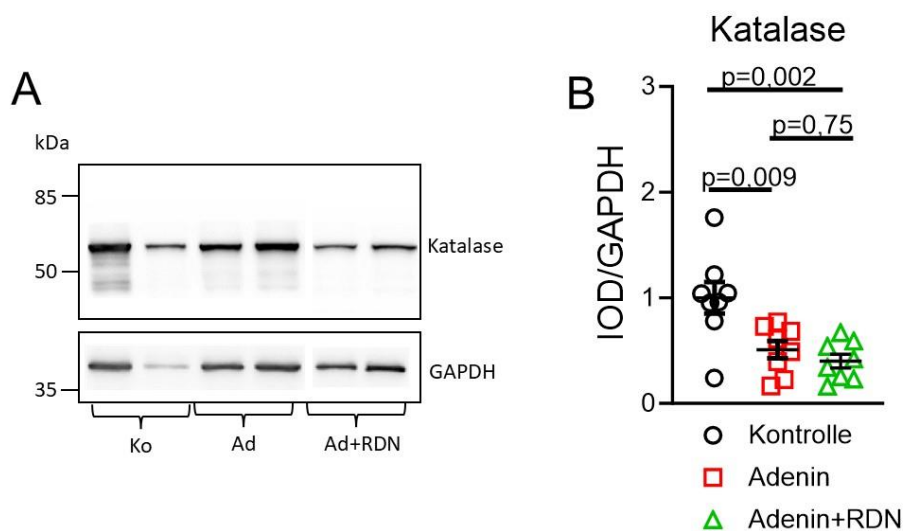 A
kDa
85
50
Katalase
35
GAPDH
Ko
Ad
Ad+RDN
Katalase
B
IOD/GAPDH
3
2
1
0
p=0,002
p=0,75
p=0,009
Kontrolle
Adenin
Adenin+RDN